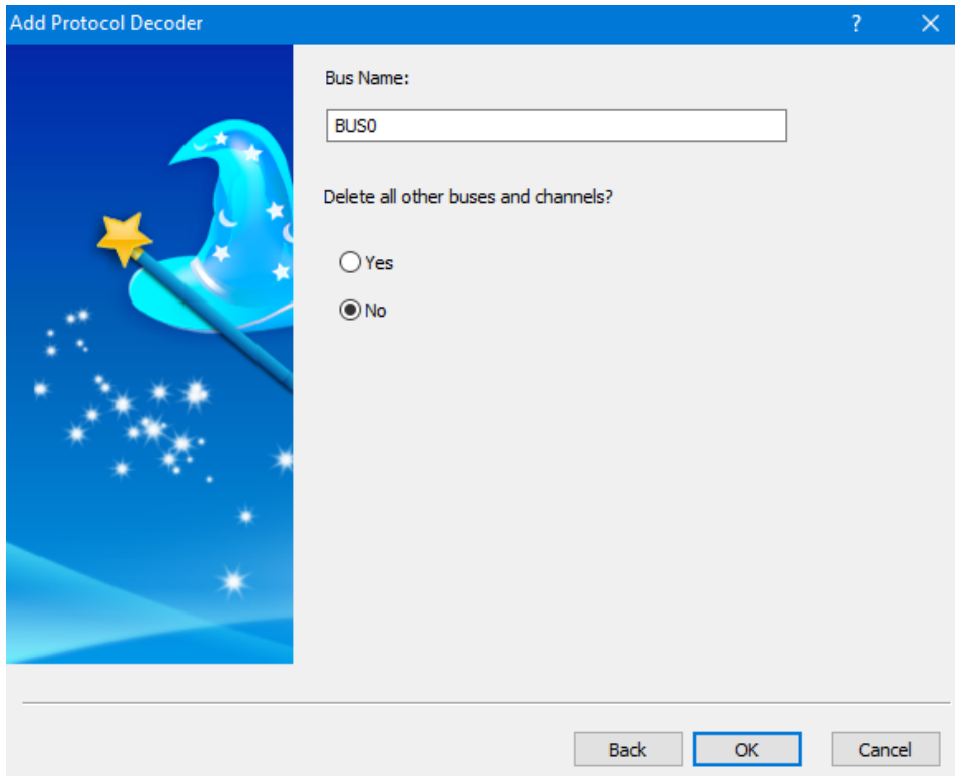 Add Protocol Decoder ?
Bus Name:
BUS0
Delete all other buses and channels?
Yes
No
Back OK Cancel